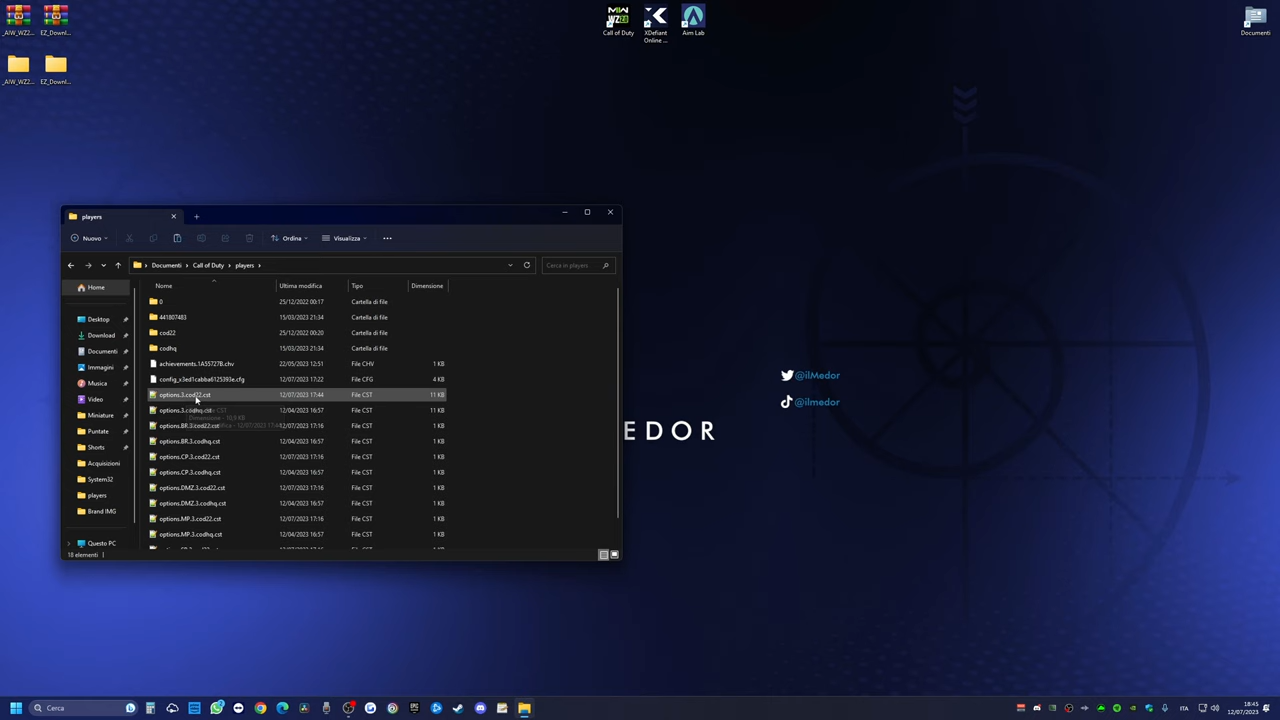 _AIW_WZ2...
EZ_Downl...
MW
WZ2.0
Call of Duty
XDefiant
Online ...
Aim Lab
Documenti
_AIW_WZ2...
EZ_Downl...
players
Nuovo
Ordina
Visualizza
Documenti > Call of Duty > players >
Cerca in players
Nome
Ultima modifica
Tipo
Dimensione
Home
Desktop
Download
Documenti
Immagini
Musica
Video
Miniature
Puntate
Shorts
Acquisizioni
System32
players
Brand IMG
Questo PC
0 25/12/2022 00:17 Cartella di file
441807483 15/03/2023 21:34 Cartella di file
cod22 25/12/2022 00:20 Cartella di file
codhq 15/03/2023 21:34 Cartella di file
achievements.1A55727B.chv 22/05/2023 12:51 File CHV 1 KB
config_x3ed1cabba6125393e.cfg 12/07/2023 17:22 File CFG 4 KB
options.3.cod22.cst 12/07/2023 17:44 File CST 11 KB
options.3.codhq.cst 12/04/2023 16:57 File CST 11 KB
options.BR.3.cod22.cst 12/07/2023 17:16 File CST 1 KB
options.BR.3.codhq.cst 12/04/2023 16:57 File CST 1 KB
options.CP.3.cod22.cst 12/07/2023 17:16 File CST 1 KB
options.CP.3.codhq.cst 12/04/2023 16:57 File CST 1 KB
options.DMZ.3.cod22.cst 12/07/2023 17:16 File CST 1 KB
options.DMZ.3.codhq.cst 12/04/2023 16:57 File CST 1 KB
options.MP.3.cod22.cst 12/07/2023 17:16 File CST 1 KB
options.MP.3.codhq.cst 12/04/2023 16:57 File CST 1 KB
18 elementi
@ilMedor
@ilmedor
EDOR
Cerca
ITA
18:45
12/07/2023